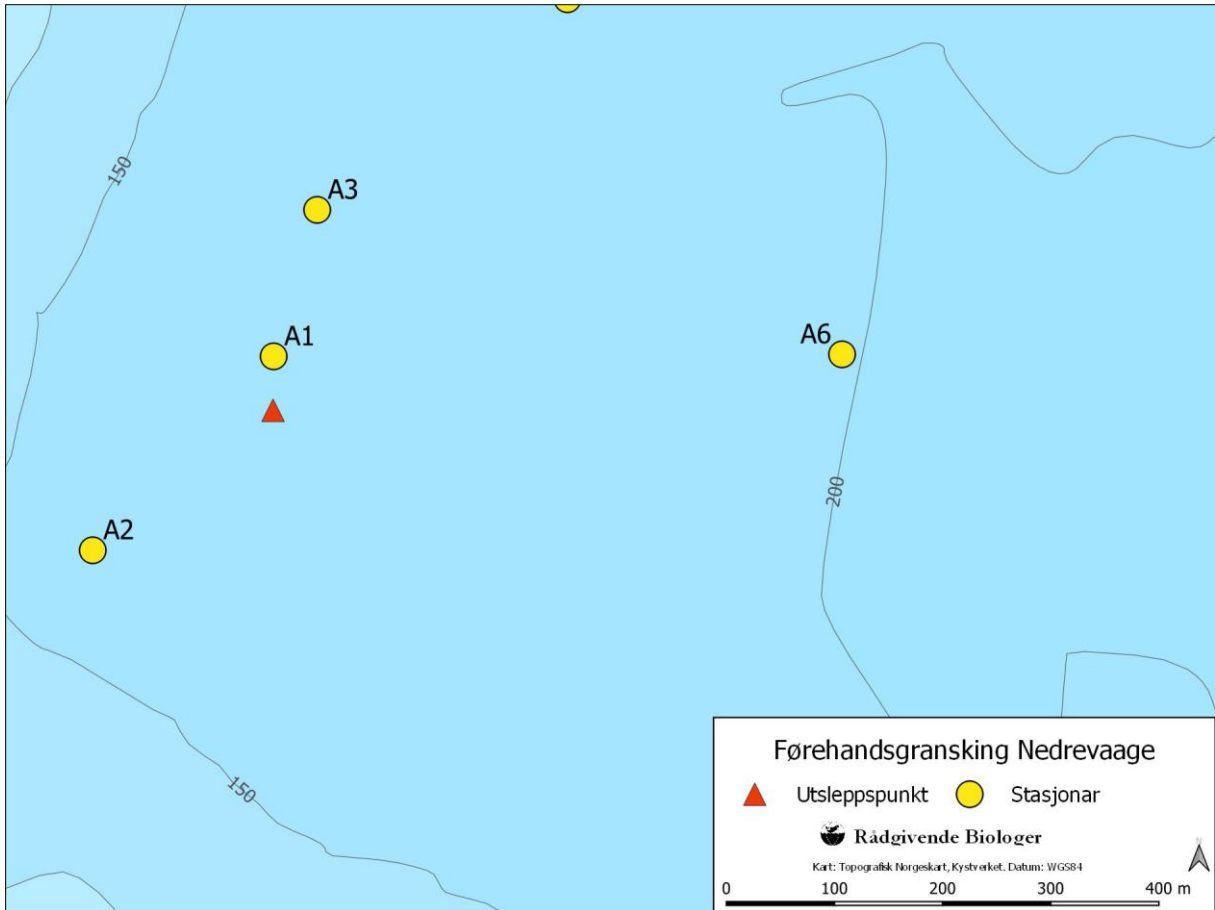 150
A3
A1
A6
200
A2
150
Førehandsgransking Nedrevaage
Utsleppspunkt Stasjonar
Rådgivende Biologer
Kart: Topografisk Norgeskart, Kystverket. Datum: WGS84
N
0 100 200 300 400 m